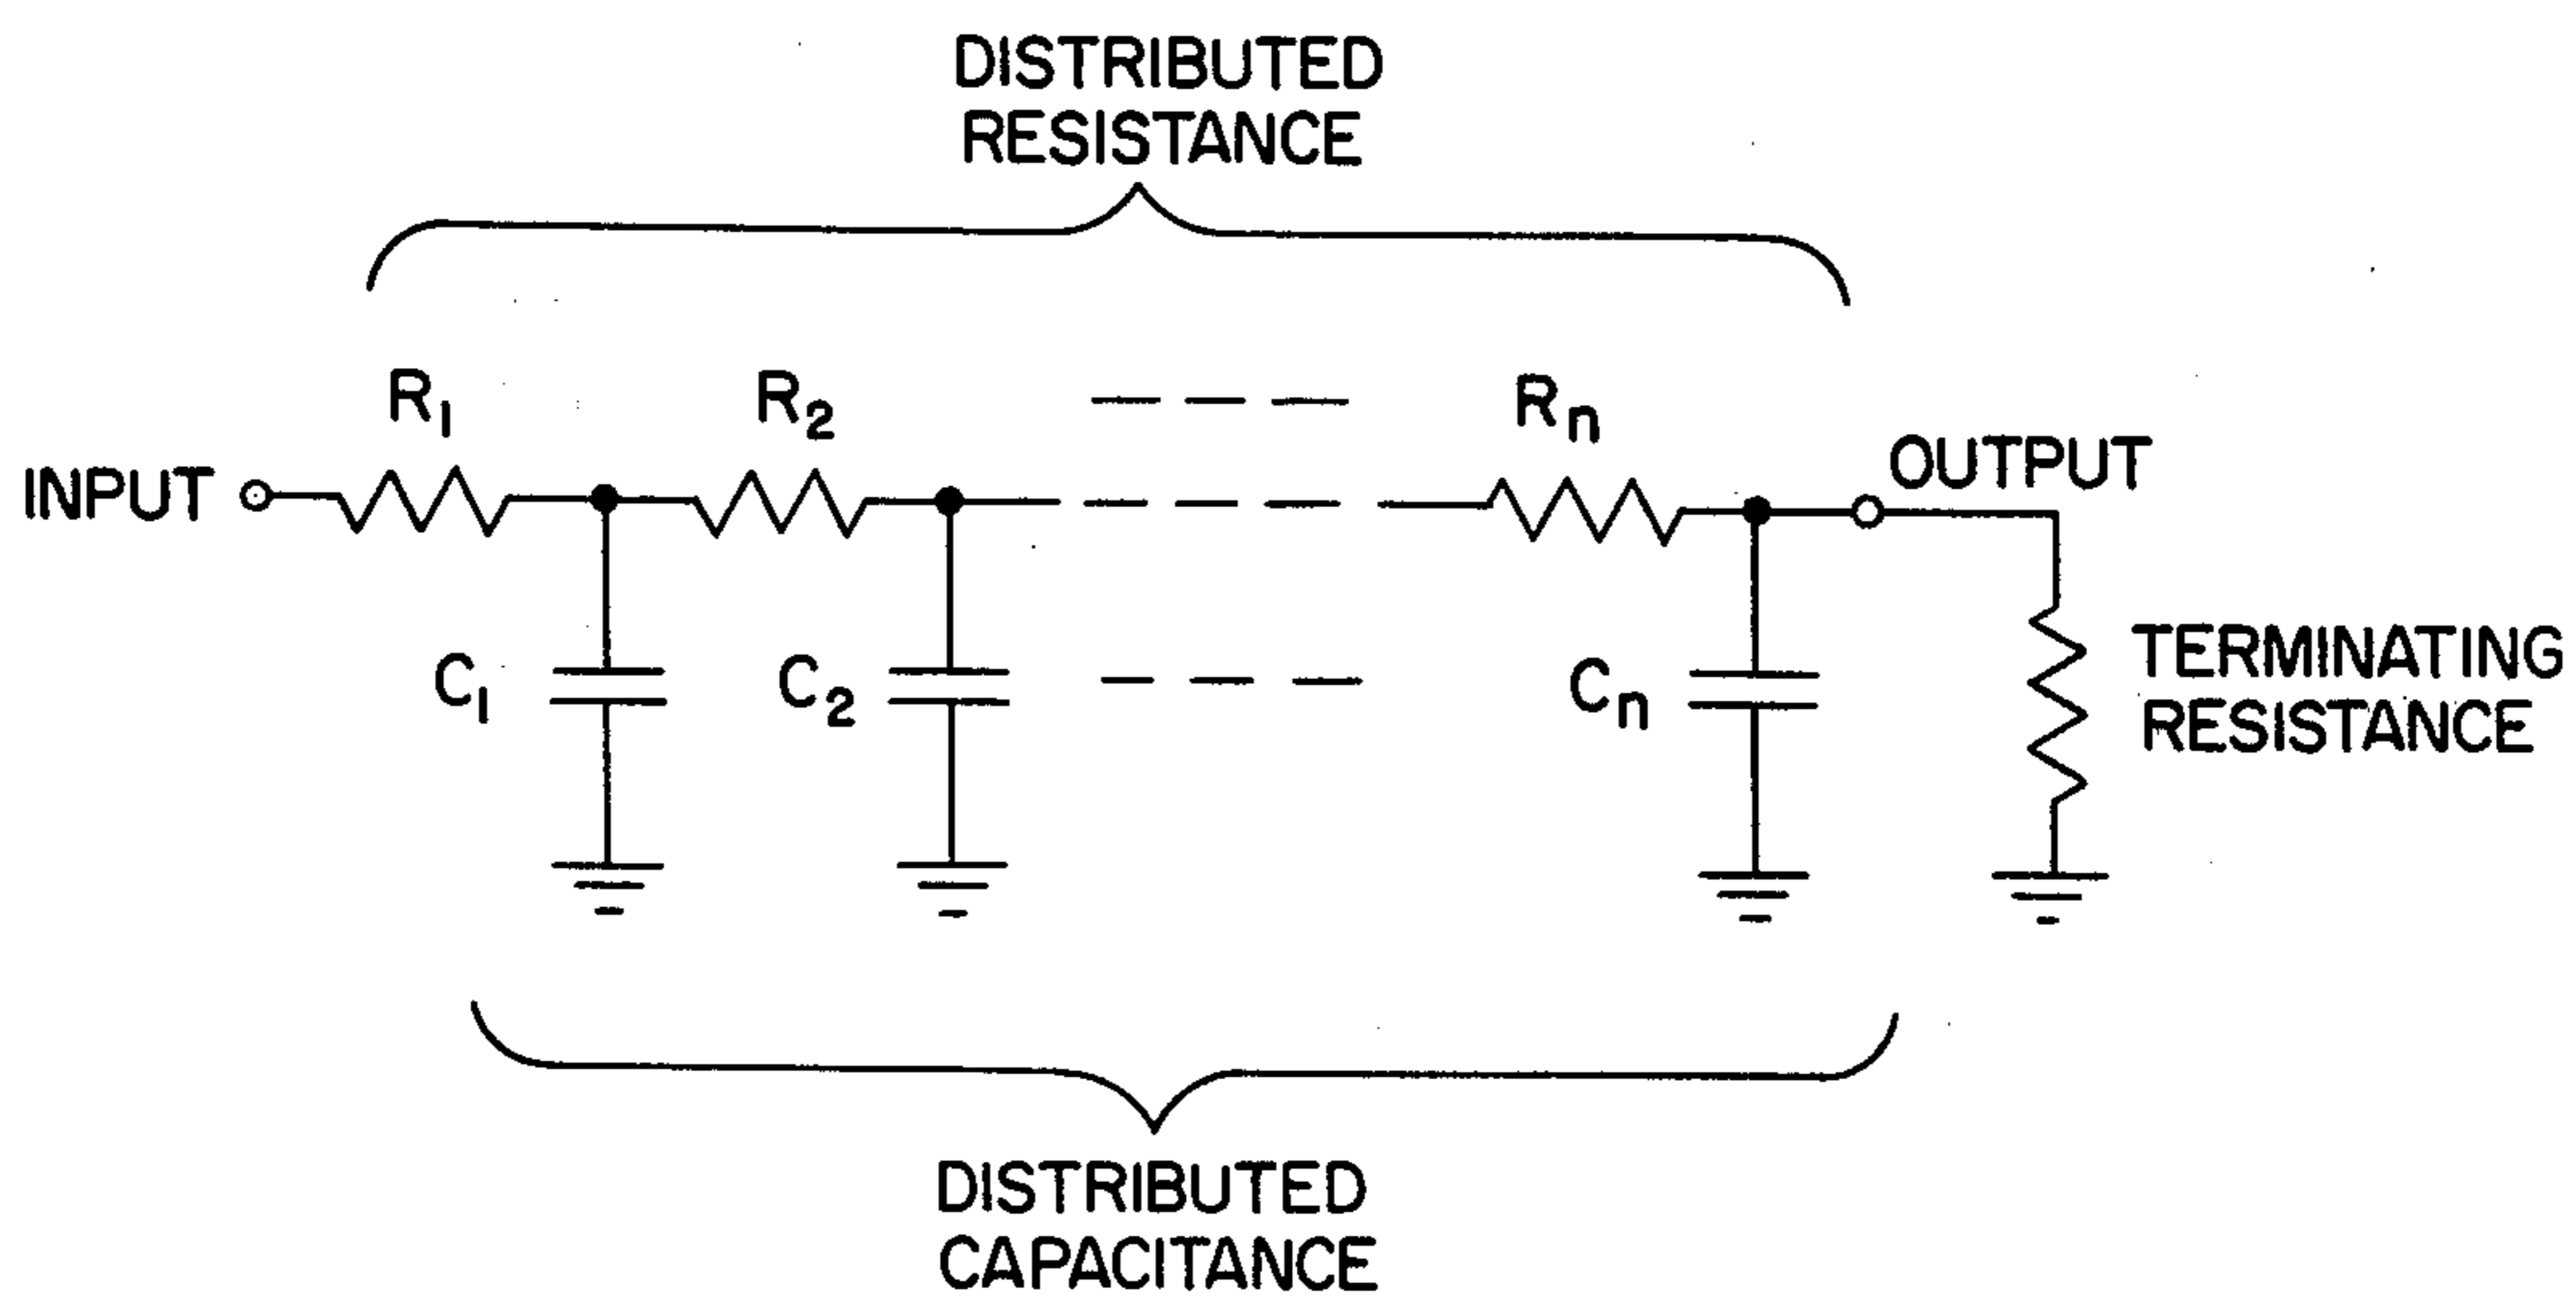 DISTRIBUTED
RESISTANCE
R1
R2
Rn
INPUT
OUTPUT
C1
C2
Cn
TERMINATING
RESISTANCE
DISTRIBUTED
CAPACITANCE